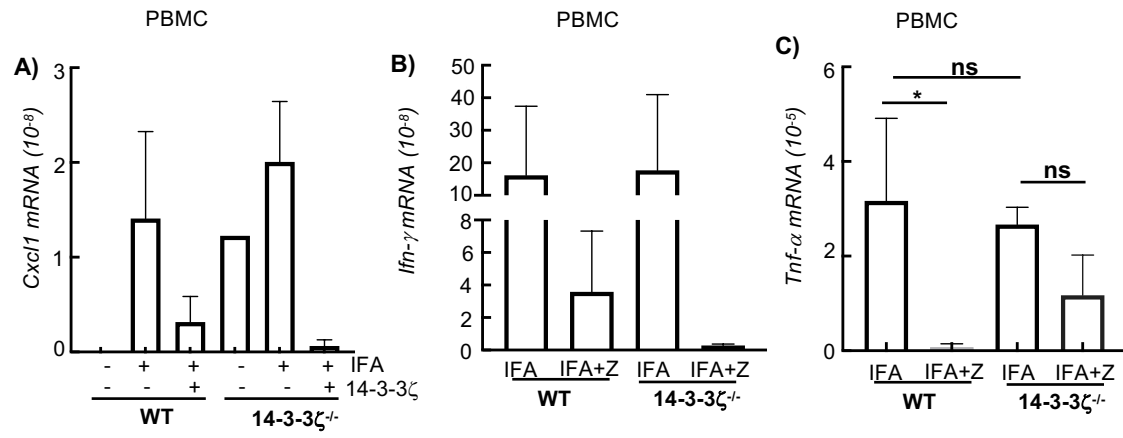 PBMC
A)
Cxcl1 mRNA (10⁻⁸)
3
2
1
0
- + + - + + IFA
- - + - - + 14-3-3ζ
WT 14-3-3ζ⁻/⁻
PBMC
B)
Ifn-γ mRNA (10⁻⁸)
50
40
30
20
10
8
6
4
2
0
IFA IFA+Z IFA IFA+Z
WT 14-3-3ζ⁻/⁻
PBMC
C)
Tnf-α mRNA (10⁻⁵)
6
4
2
0
ns
*
ns
IFA IFA+Z IFA IFA+Z
WT 14-3-3ζ⁻/⁻